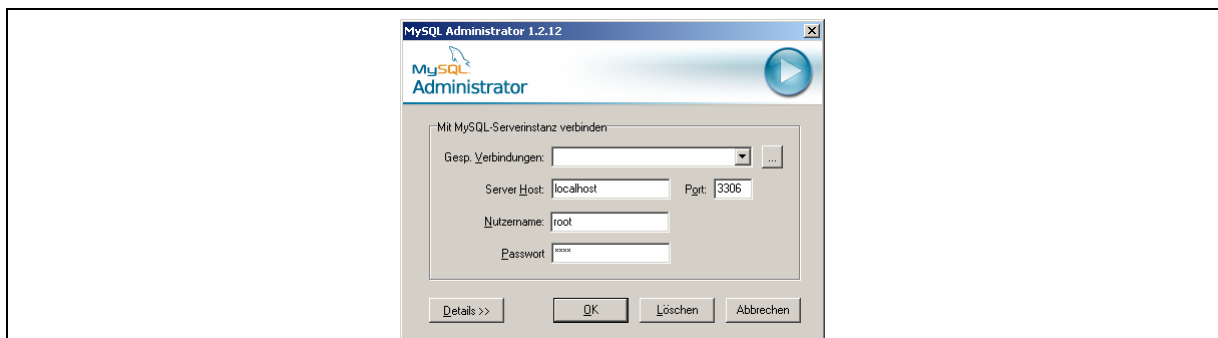 MySQL Administrator 1.2.12
MySQL
Administrator
Mit MySQL-Serverinstanz verbinden
Gesp. Verbindungen: ...
Server Host: localhost Port: 3306
Nutzername: root
Passwort ****
Details >> OK Löschen Abbrechen